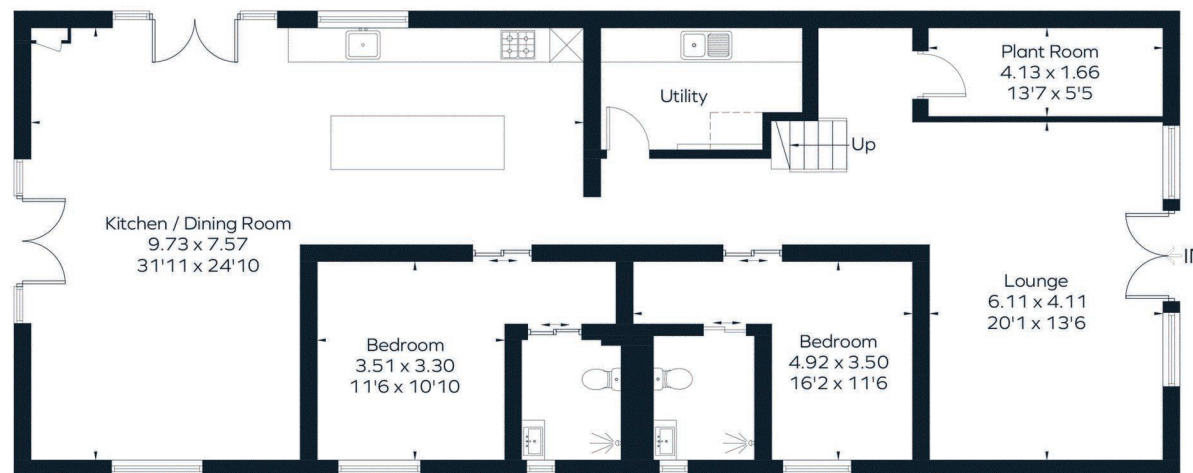 Plant Room
4.13 x 1.66
13'7 x 5'5
Utility
Up
Kitchen / Dining Room
9.73 x 7.57
31'11 x 24'10
IN
Lounge
6.11 x 4.11
20'1 x 13'6
Bedroom
3.51 x 3.30
11'6 x 10'10
Bedroom
4.92 x 3.50
16'2 x 11'6